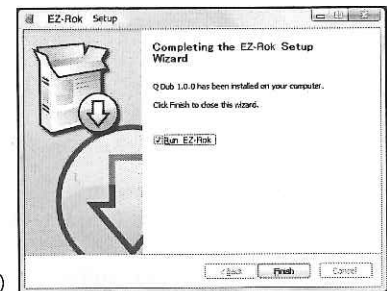 EZ-Rok Setup
Completing the EZ-Rok Setup
Wizard
Q Dub 1.0.0 has been installed on your computer.
Click Finish to close this wizard.
Run EZ-Rok
< Back Finish Cancel
)